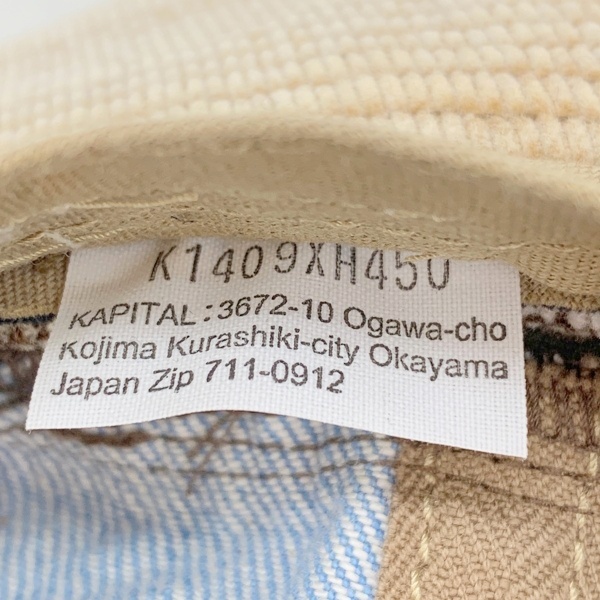 K1409XH450
KAPITAL:3672-10 Ogawa-cho
Kojima Kurashiki-city Okayama
Japan Zip 711-0912